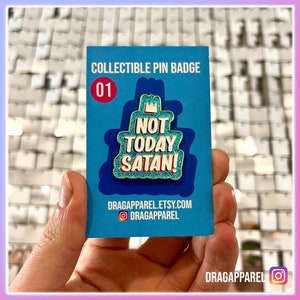 COLLECTIBLE PIN BADGE
01
NOT
TODAY
SATAN!
DRAGAPPAREL.ETSY.COM
DRAGAPPAREL
DRAGAPPAREL